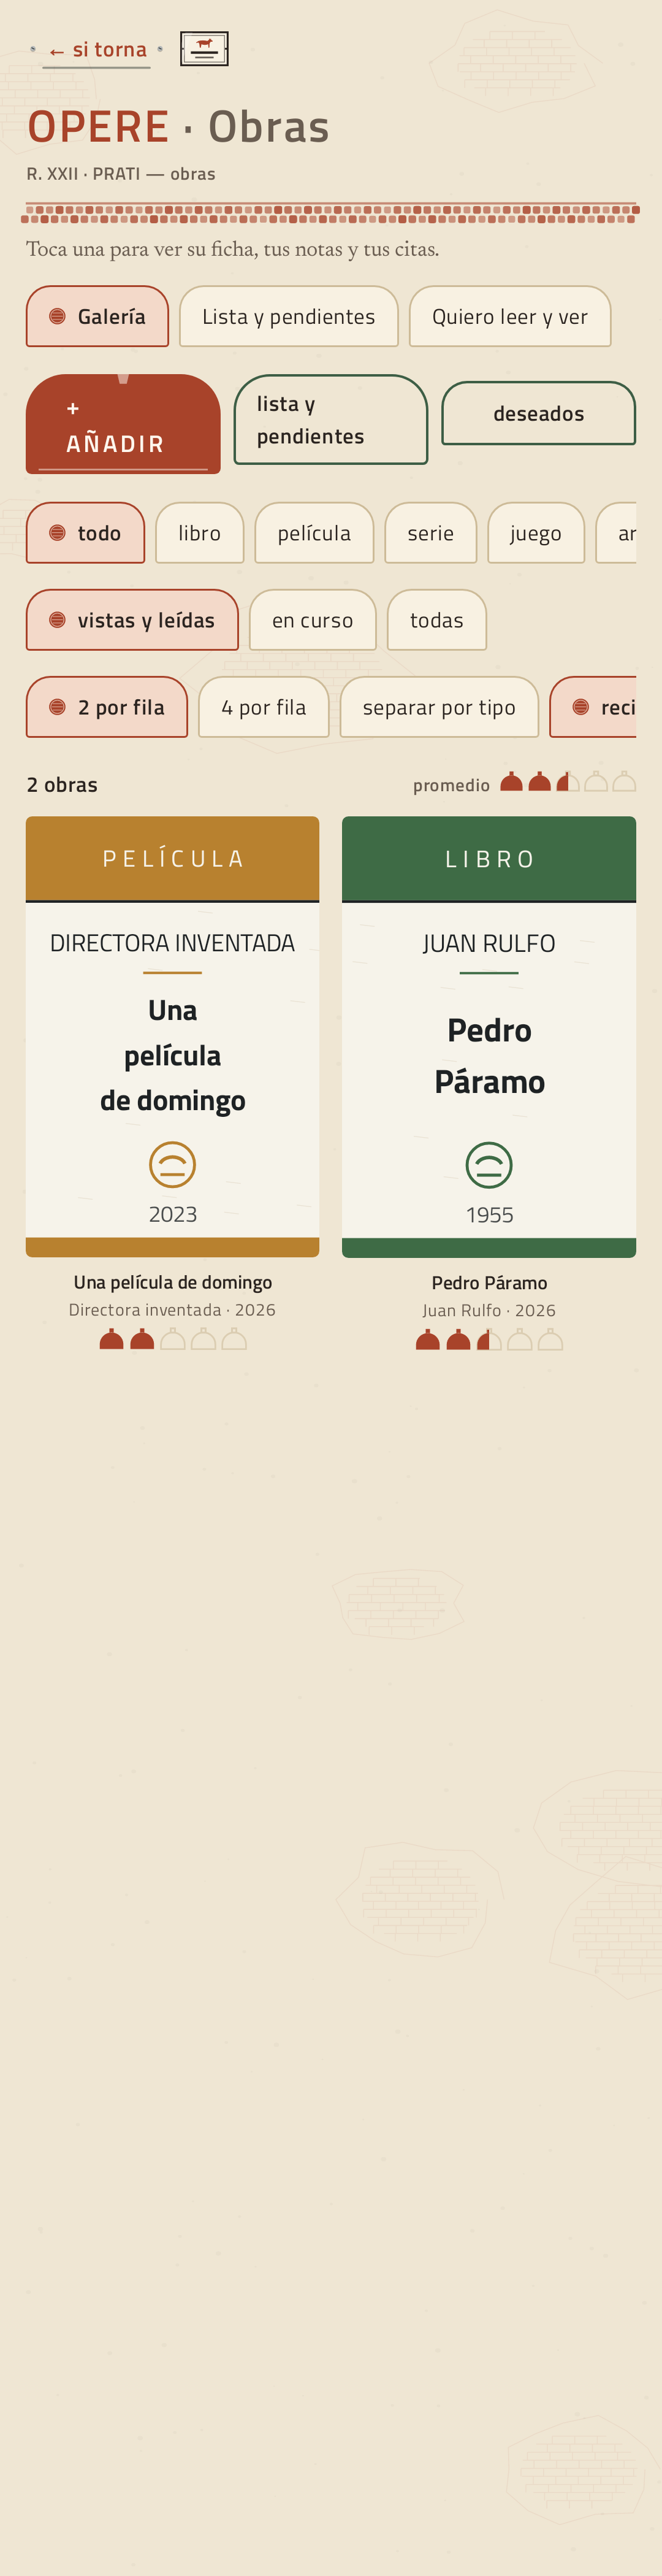 ← si torna
OPERE · Obras
R. XXII · PRATI — obras
Toca una para ver su ficha, tus notas y tus citas.
Galería
Lista y pendientes
Quiero leer y ver
+
AÑADIR
lista y
pendientes
deseados
todo
libro
película
serie
juego
ar
vistas y leídas
en curso
todas
2 por fila
4 por fila
separar por tipo
reci
2 obras
promedio
PELÍCULA
DIRECTORA INVENTADA
Una
película
de domingo
2023
Una película de domingo
Directora inventada · 2026
LIBRO
JUAN RULFO
Pedro
Páramo
1955
Pedro Páramo
Juan Rulfo · 2026